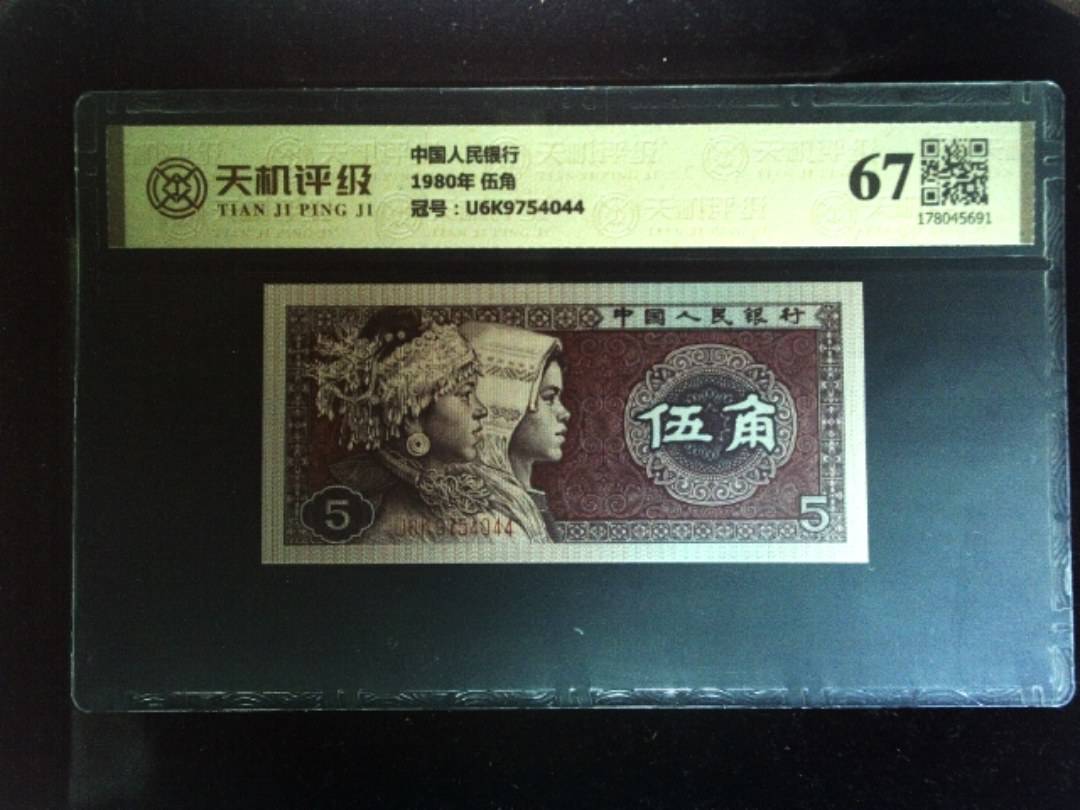 天机评级
TIAN JI PING JI
中国人民银行
1980年 伍角
冠号：U6K9754044
67
178045691
中国人民银行
伍角
5
U6K9754044
5